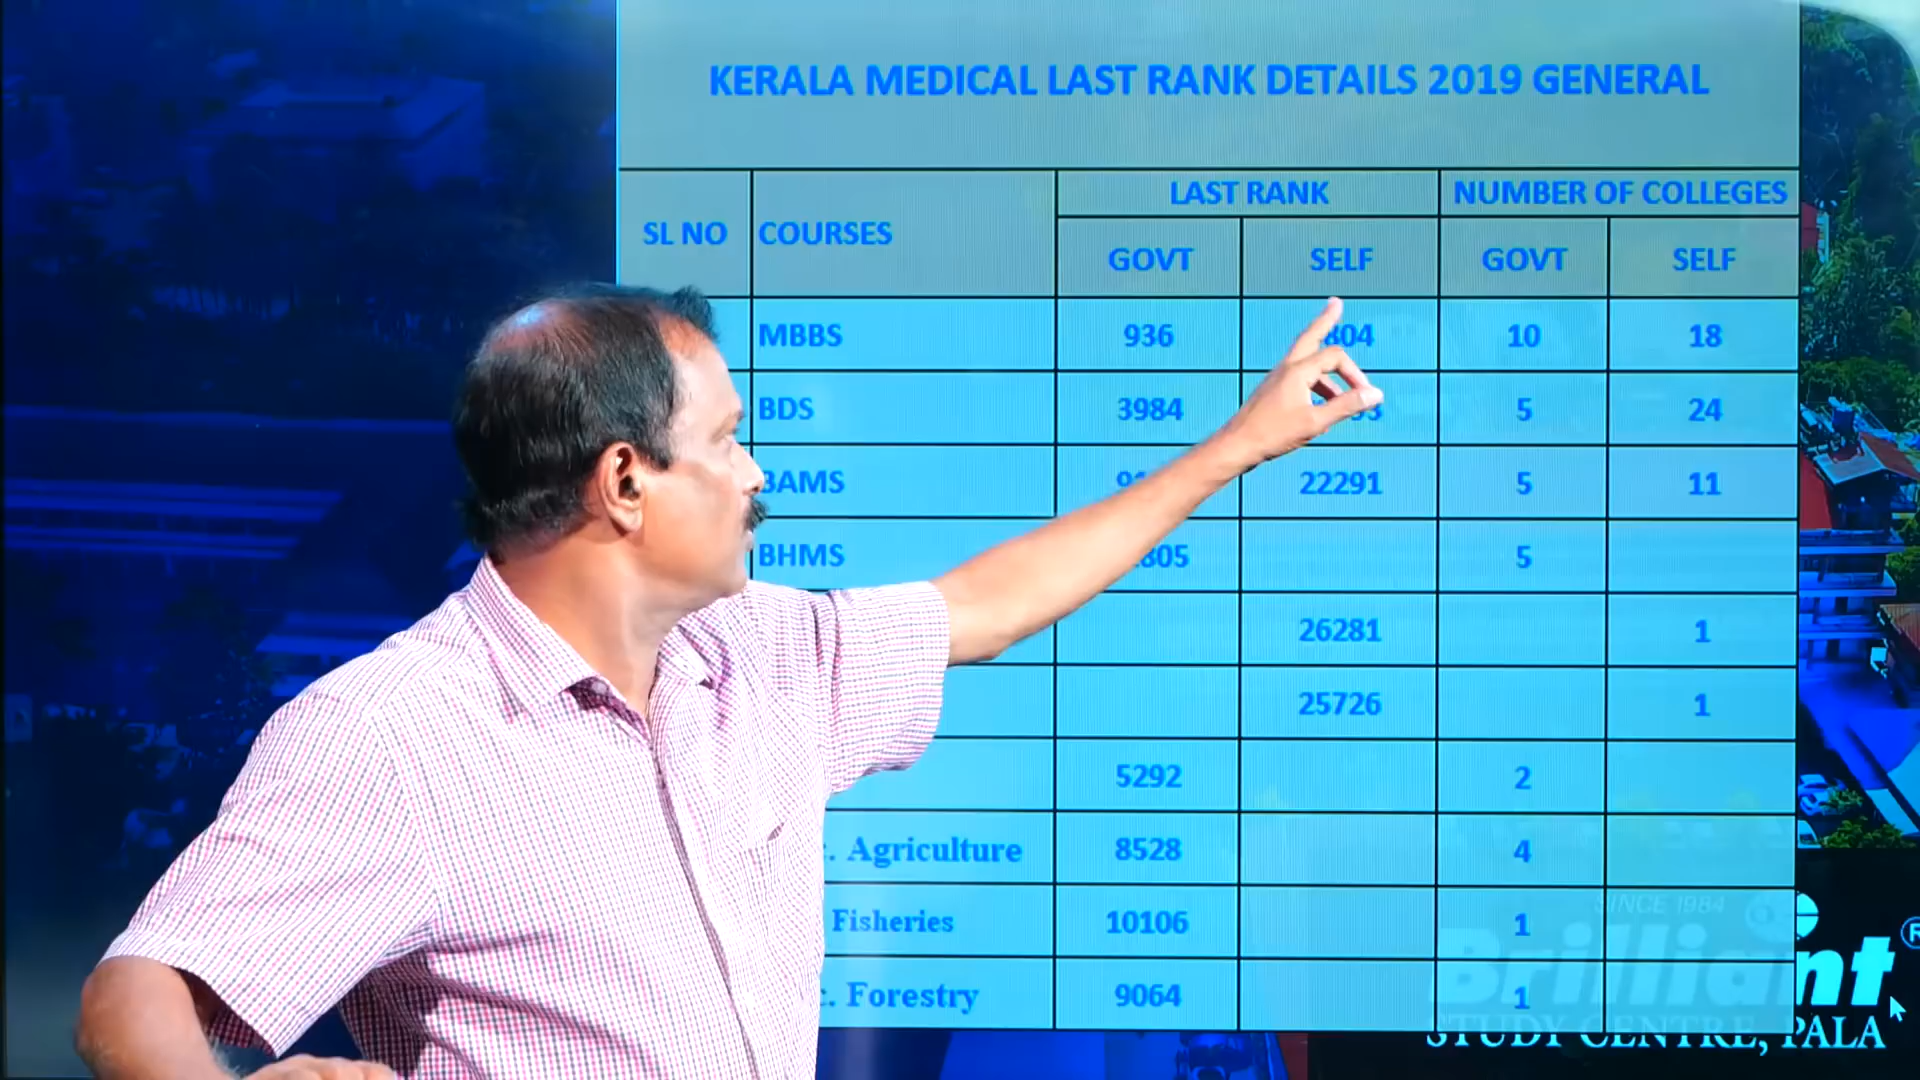 KERALA MEDICAL LAST RANK DETAILS 2019 GENERAL
SL NO COURSES LAST RANK NUMBER OF COLLEGES
GOVT SELF GOVT SELF
MBBS 936 10 18
BDS 3984 5 24
BAMS 22291 5 11
BHMS 5
26281 1
25726 1
5292 2
Agriculture 8528 4
Fisheries 10106 1
Forestry 9064 1
SINCE 1984
Brilliant
STUDY CENTRE, PALA